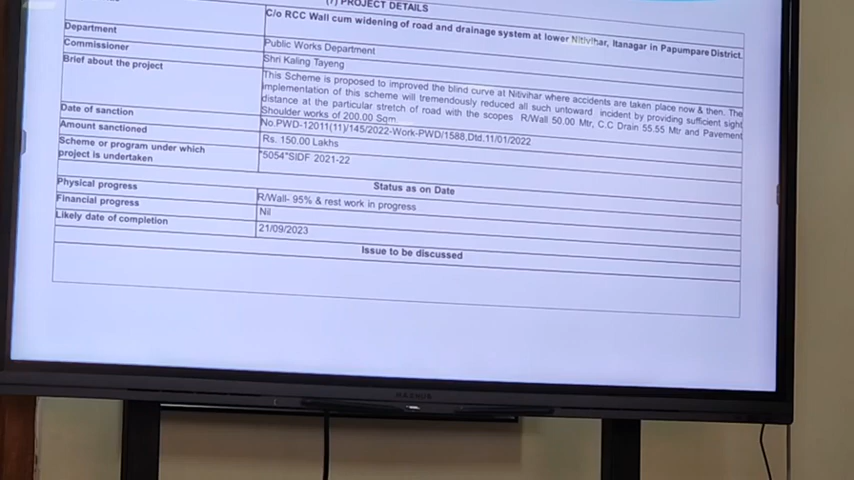 (7) PROJECT DETAILS
C/o RCC Wall cum widening of road and drainage system at lower Nitivihar, Itanagar in Papumpare District.
Department
Public Works Department
Commissioner
Shri Kaling Tayeng
Brief about the project
This Scheme is proposed to improved the blind curve at Nitivihar where accidents are taken place now & then. The
implementation of this scheme will tremendously reduced all such untoward incident by providing sufficient sight
distance at the particular stretch of road with the scopes R/Wall 50.00 Mtr, C.C Drain 55.55 Mtr and Pavement
Shoulder works of 200.00 Sqm.
Date of sanction
No.PWD-12011(11)/145/2022-Work-PWD/1588,Dtd,11/01/2022
Amount sanctioned
Rs. 150.00 Lakhs
Scheme or program under which
project is undertaken
"5054"SIDF 2021-22
Status as on Date
Physical progress
R/Wall- 95% & rest work in progress
Financial progress
Nil
Likely date of completion
21/09/2023
Issue to be discussed
MAXHUB